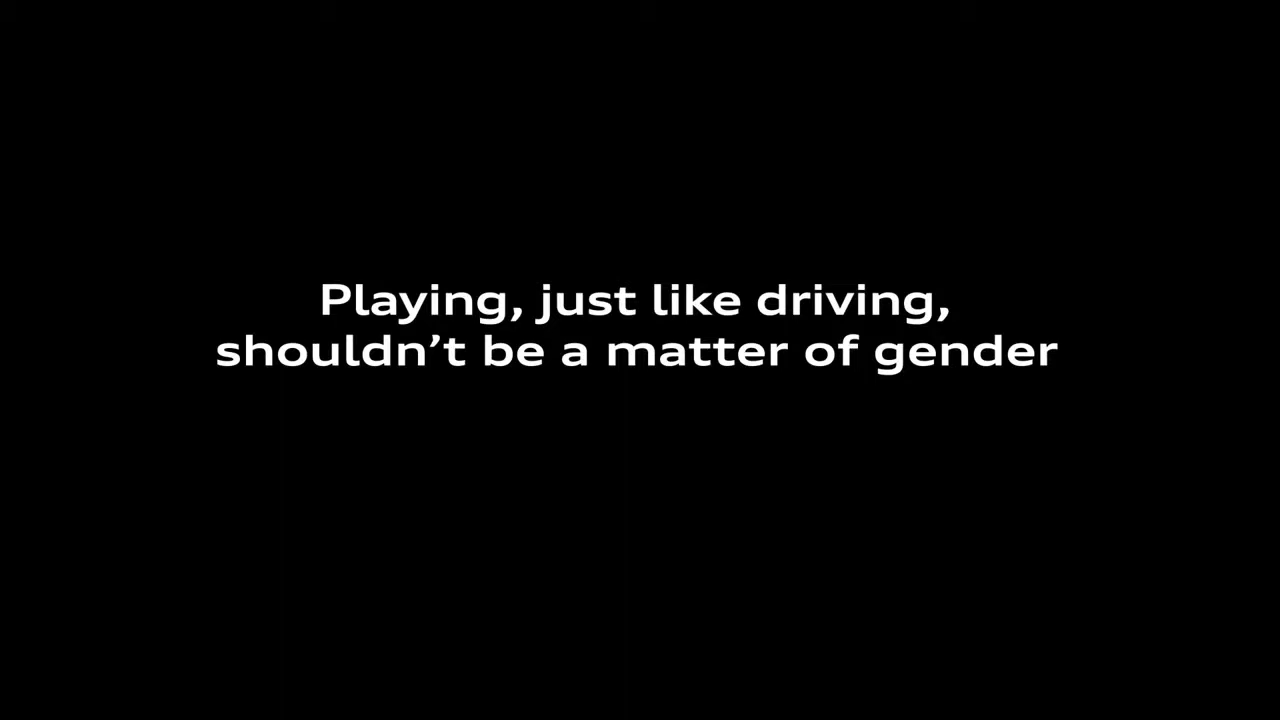 Playing, just like driving,
shouldn’t be a matter of gender